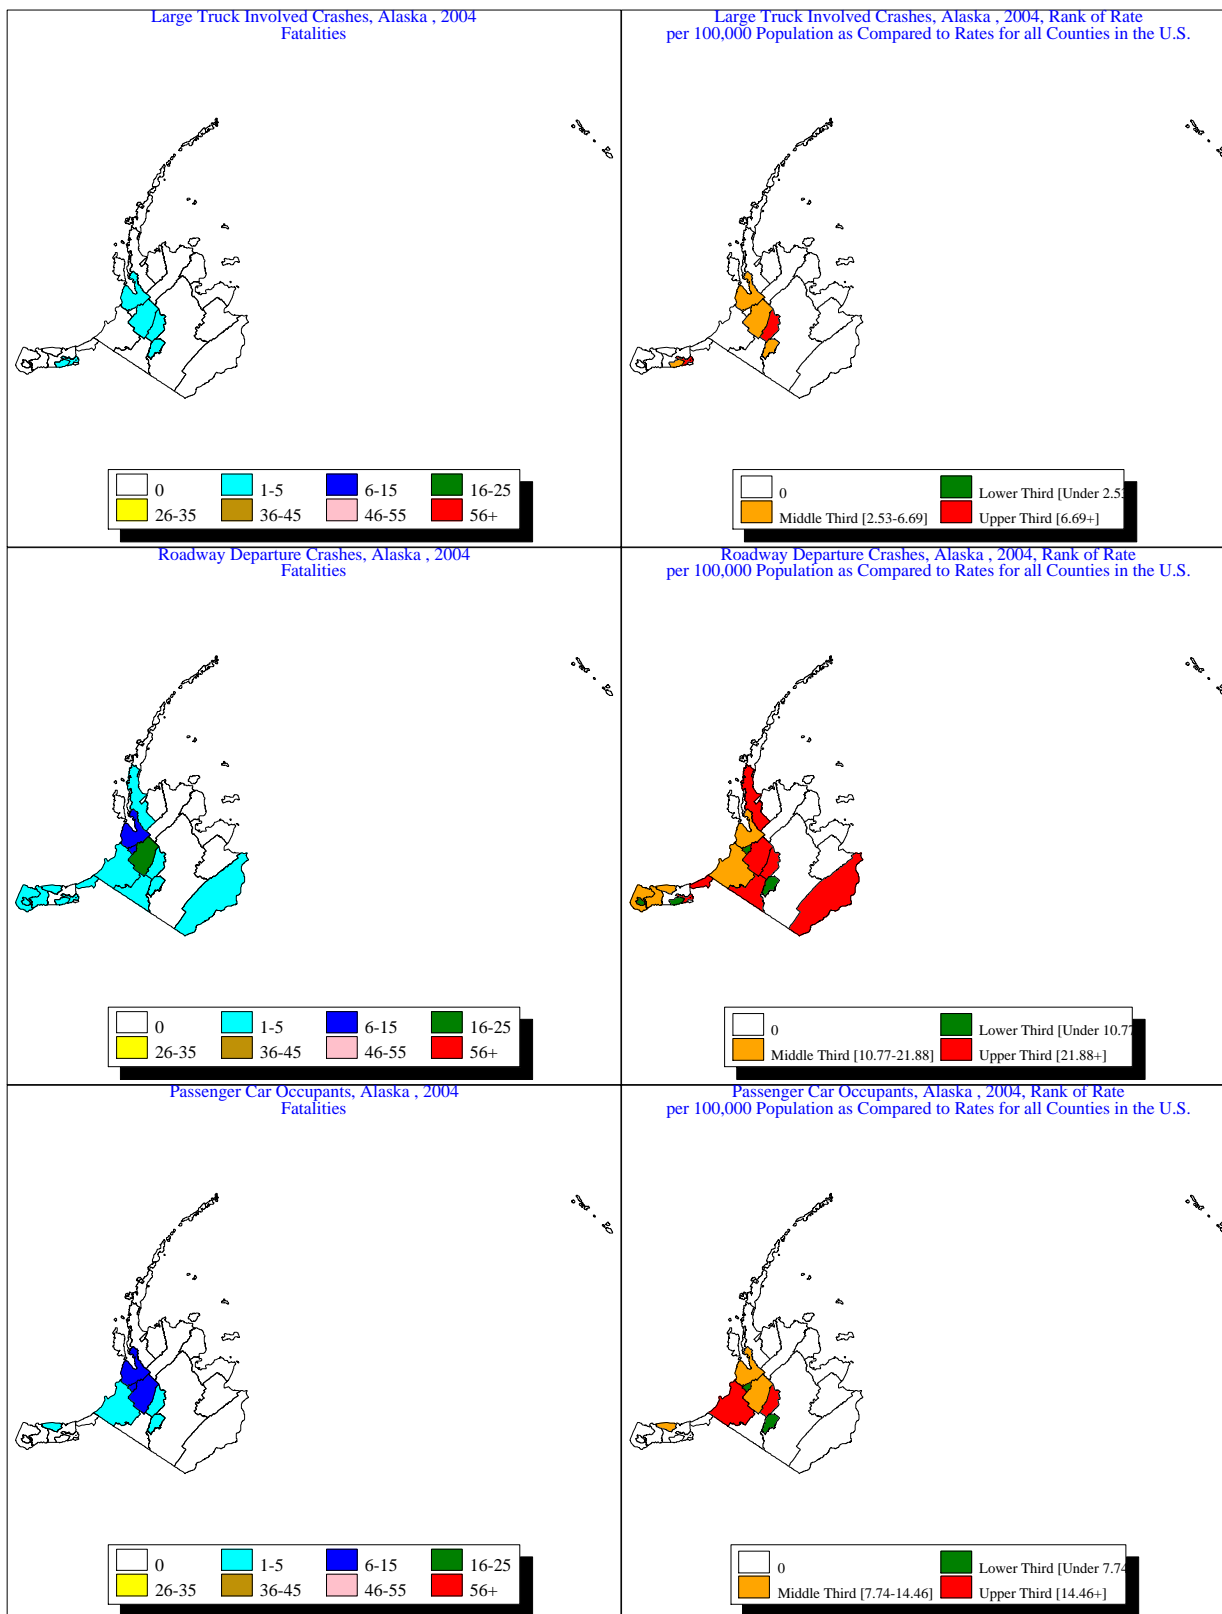 Large Truck Involved Crashes, Alaska , 2004
Fatalities
0
1-5
6-15
16-25
26-35
36-45
46-55
56+
Large Truck Involved Crashes, Alaska , 2004, Rank of Rate
per 100,000 Population as Compared to Rates for all Counties in the U.S.
0
Lower Third [Under 2.53
Middle Third [2.53-6.69]
Upper Third [6.69+]
Roadway Departure Crashes, Alaska , 2004
Fatalities
0
1-5
6-15
16-25
26-35
36-45
46-55
56+
Roadway Departure Crashes, Alaska , 2004, Rank of Rate
per 100,000 Population as Compared to Rates for all Counties in the U.S.
0
Lower Third [Under 10.77
Middle Third [10.77-21.88]
Upper Third [21.88+]
Passenger Car Occupants, Alaska , 2004
Fatalities
0
1-5
6-15
16-25
26-35
36-45
46-55
56+
Passenger Car Occupants, Alaska , 2004, Rank of Rate
per 100,000 Population as Compared to Rates for all Counties in the U.S.
0
Lower Third [Under 7.74
Middle Third [7.74-14.46]
Upper Third [14.46+]